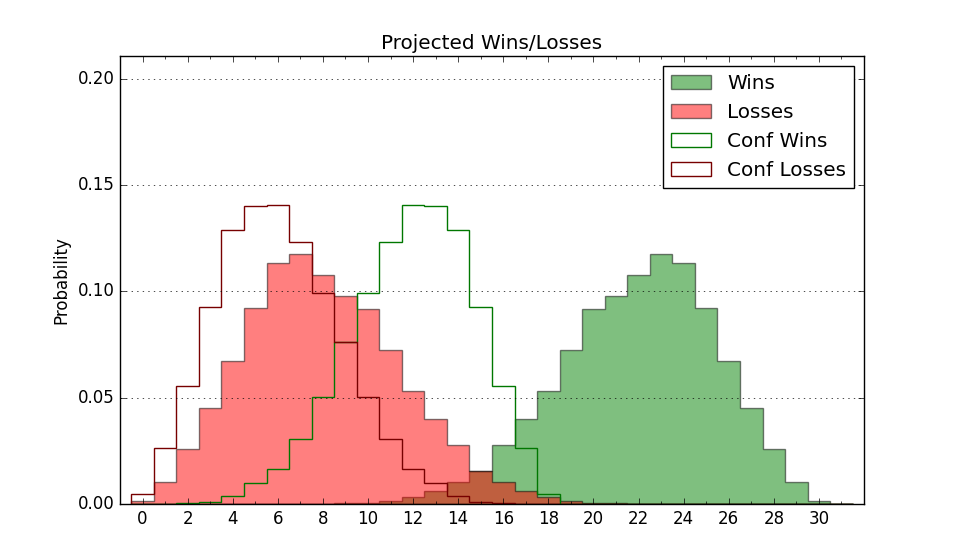 Projected Wins/Losses
0.20
0.15
0.10
0.05
0.00
Probability
Wins
Losses
Conf Wins
Conf Losses
0 2 4 6 8 10 12 14 16 18 20 22 24 26 28 30